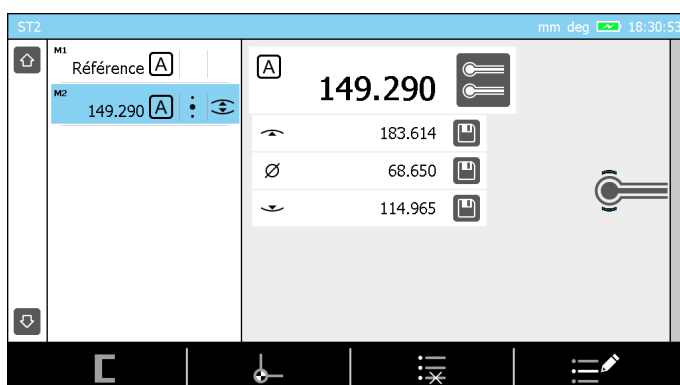 ST2 mm deg 18:30:53
M1
Référence A
M2
149.290 A
A
149.290
183.614
Ø 68.650
114.965